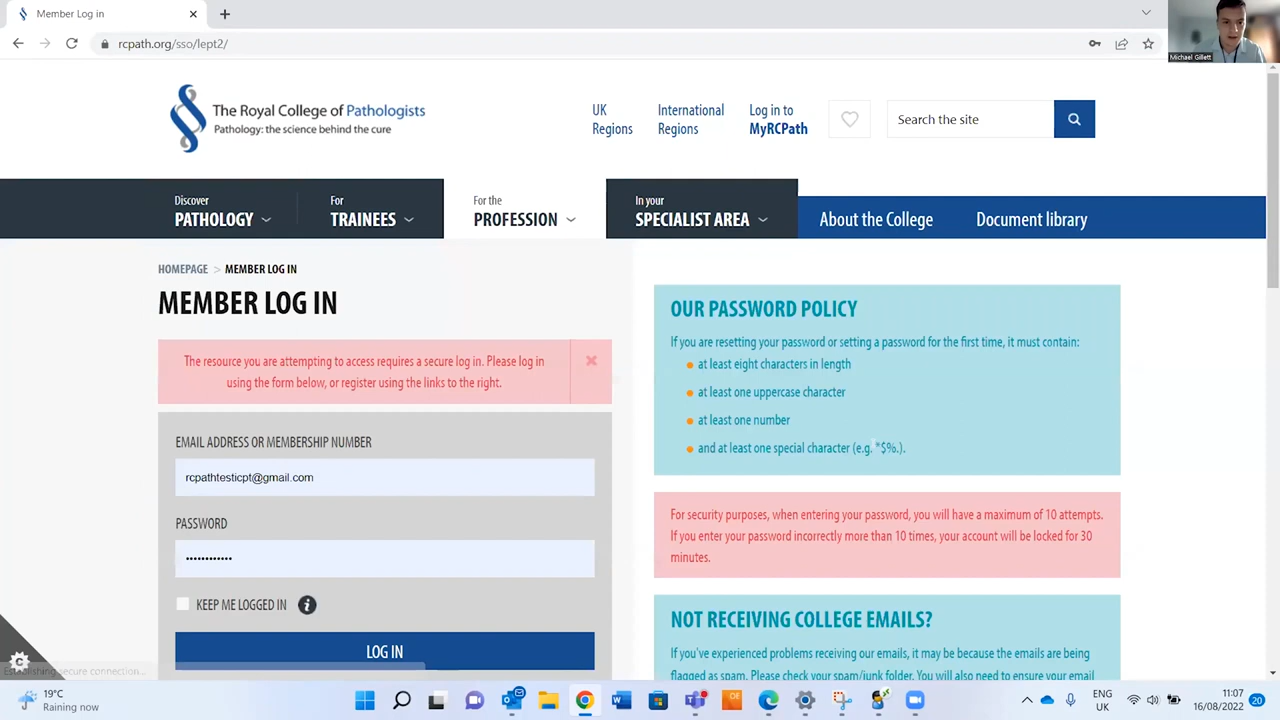 Member Log in
rcpath.org/sso/lept2/
Michael Gillett
The Royal College of Pathologists
Pathology: the science behind the cure
UK Regions
International Regions
Log in to MyRCPath
Search the site
Discover PATHOLOGY
For TRAINEES
For the PROFESSION
In your SPECIALIST AREA
About the College
Document library
HOMEPAGE > MEMBER LOG IN
MEMBER LOG IN
The resource you are attempting to access requires a secure log in. Please log in
using the form below, or register using the links to the right.
EMAIL ADDRESS OR MEMBERSHIP NUMBER
rcpathtesticpt@gmail.com
PASSWORD
KEEP ME LOGGED IN
LOG IN
OUR PASSWORD POLICY
If you are resetting your password or setting a password for the first time, it must contain:
at least eight characters in length
at least one uppercase character
at least one number
and at least one special character (e.g. *$%.).
For security purposes, when entering your password, you will have a maximum of 10 attempts.
If you enter your password incorrectly more than 10 times, your account will be locked for 30
minutes.
NOT RECEIVING COLLEGE EMAILS?
If you've experienced problems receiving our emails, it may be because the emails are being
flagged as spam. Please check your spam/junk folder. You will also need to ensure your email
Establishing secure connection...
19°C
Raining now
ENG
UK
11:07
16/08/2022
20